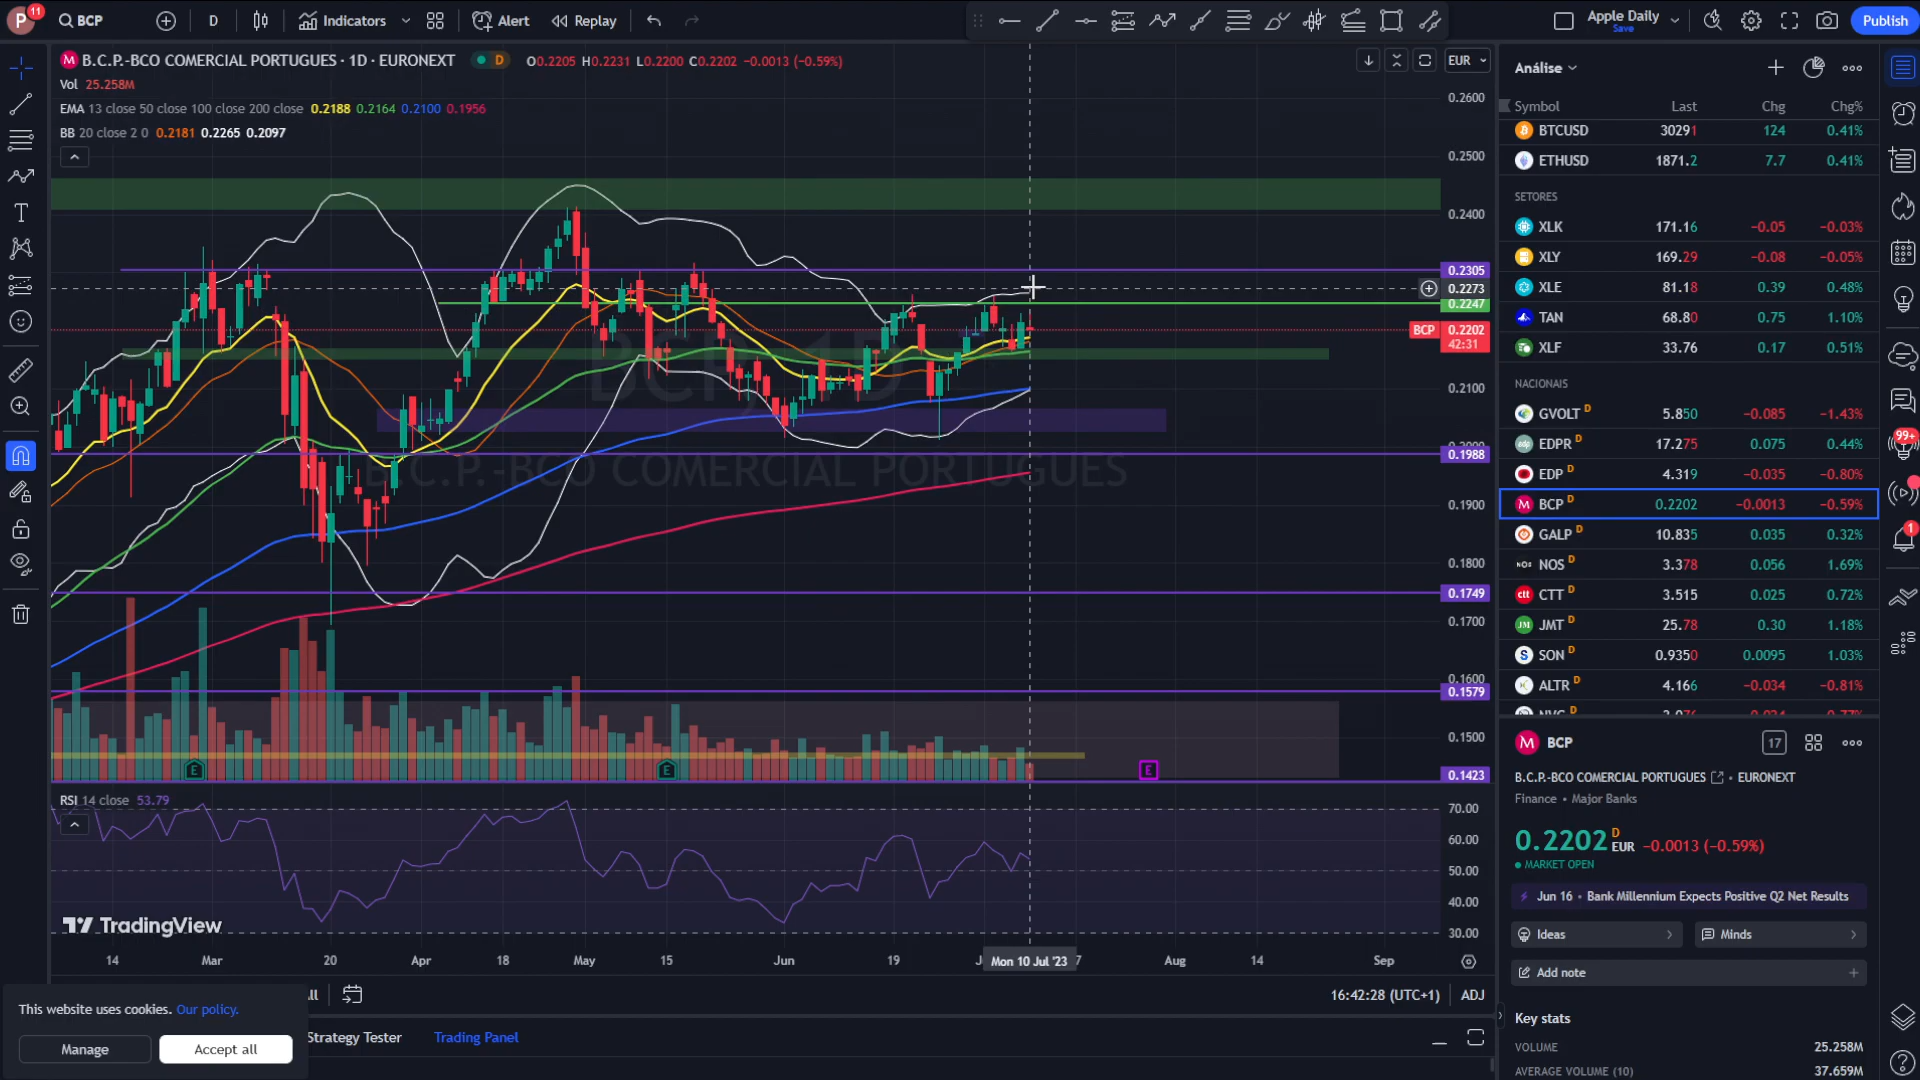 P 11 BCP D Indicators Alert Replay Apple Daily Save Publish
B.C.P.-BCO COMERCIAL PORTUGUES · 1D · EURONEXT D O0.2205 H0.2231 L0.2200 C0.2202 −0.0013 (−0.59%)
EUR
Vol 25.258M
EMA 13 close 50 close 100 close 200 close 0.2188 0.2164 0.2100 0.1956
BB 20 close 2 0 0.2181 0.2265 0.2097
0.2600
0.2500
0.2400
0.2305
0.2273
0.2247
BCP 0.2202
42:31
0.2100
0.2000
0.1988
0.1900
0.1800
0.1749
0.1700
0.1600
0.1579
0.1500
0.1423
BCP, 1D
B.C.P.-BCO COMERCIAL PORTUGUES
E E E
RSI 14 close 53.79
70.00
60.00
50.00
40.00
30.00
TradingView
14 Mar 20 Apr 18 May 15 Jun 19 Mon 10 Jul '23 Aug 14 Sep
16:42:28 (UTC+1) ADJ
This website uses cookies. Our policy.
Manage Accept all
Strategy Tester Trading Panel
Análise
Symbol Last Chg Chg%
BTCUSD 30291 124 0.41%
ETHUSD 1871.2 7.7 0.41%
SETORES
XLK 171.16 −0.05 −0.03%
XLY 169.29 −0.08 −0.05%
XLE 81.18 0.39 0.48%
TAN 68.80 0.75 1.10%
XLF 33.76 0.17 0.51%
NACIONAIS
GVOLT D 5.850 −0.085 −1.43%
EDPR D 17.275 0.075 0.44%
EDP D 4.319 −0.035 −0.80%
BCP D 0.2202 −0.0013 −0.59%
GALP D 10.835 0.035 0.32%
NOS D 3.378 0.056 1.69%
CTT D 3.515 0.025 0.72%
JMT D 25.78 0.30 1.18%
SON D 0.9350 0.0095 1.03%
ALTR D 4.166 −0.034 −0.81%
99+
1
BCP 17
B.C.P.-BCO COMERCIAL PORTUGUES • EURONEXT
Finance • Major Banks
0.2202 D EUR −0.0013 (−0.59%)
MARKET OPEN
Jun 16 • Bank Millennium Expects Positive Q2 Net Results
Ideas Minds
Add note
Key stats
VOLUME 25.258M
AVERAGE VOLUME (10) 37.659M